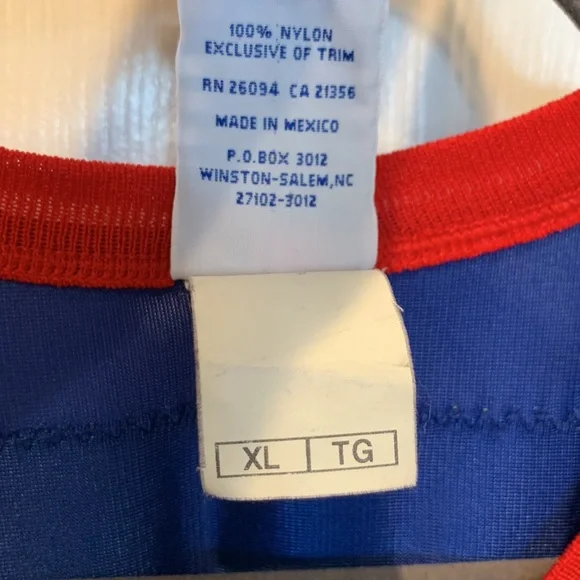 100% NYLON
EXCLUSIVE OF TRIM
RN 26094 CA 21356
MADE IN MEXICO
P.O.BOX 3012
WINSTON-SALEM,NC
27102-3012
XL TG